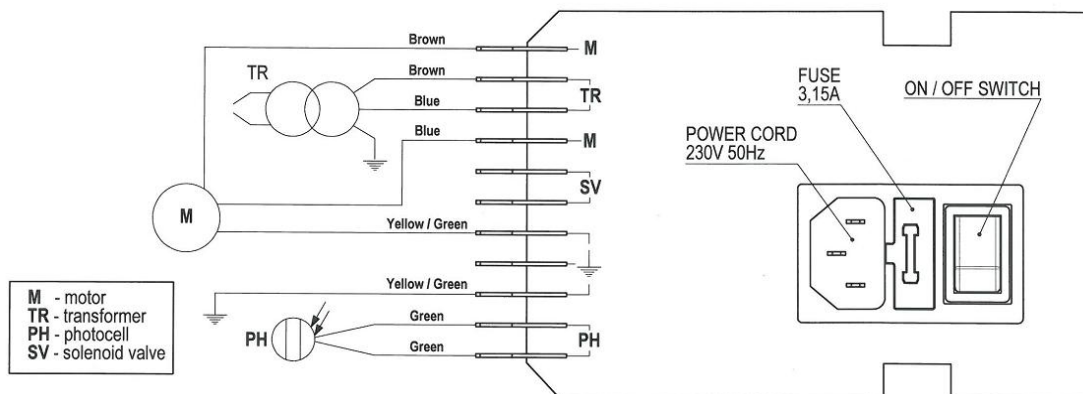 Brown
M
TR
Brown
TR
Blue
Blue
M
SV
M
Yellow / Green
Yellow / Green
Green
PH
PH
Green
M - motor
TR - transformer
PH - photocell
SV - solenoid valve
FUSE
3,15A
ON / OFF SWITCH
POWER CORD
230V 50Hz